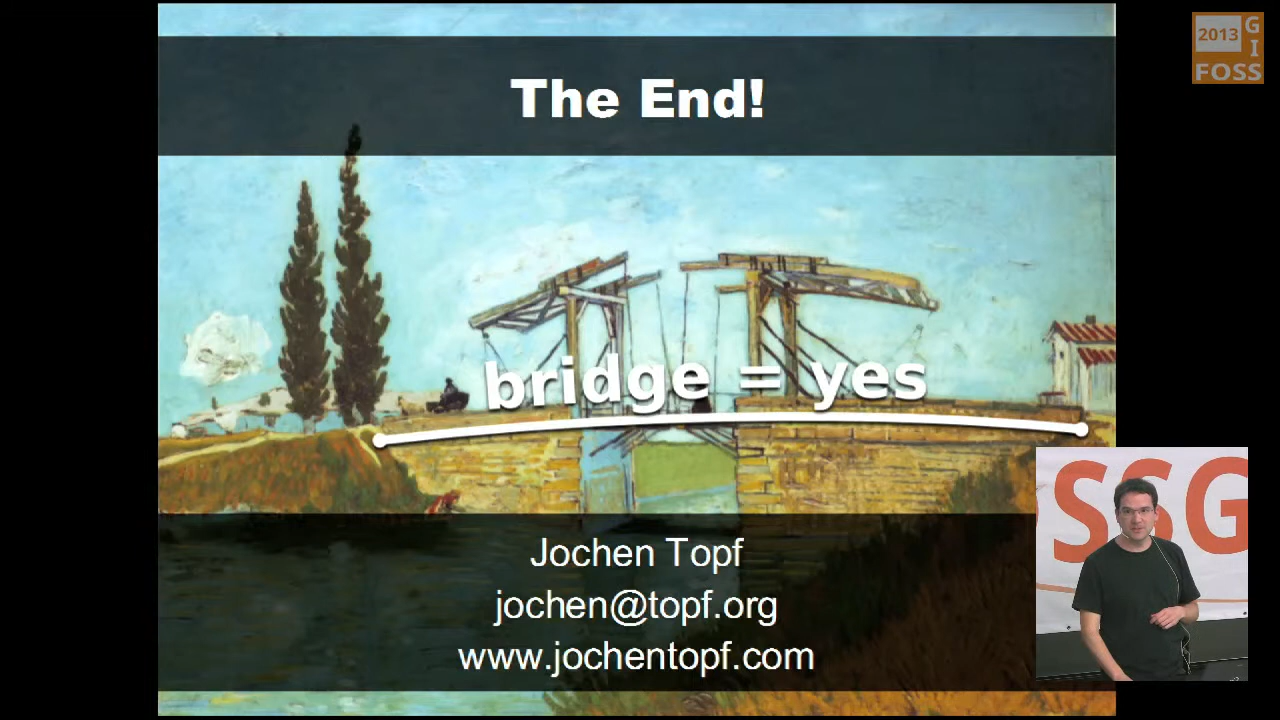 The End!
bridge = yes
Jochen Topf
jochen@topf.org
www.jochentopf.com
2013
G
I
FOSS
SSG